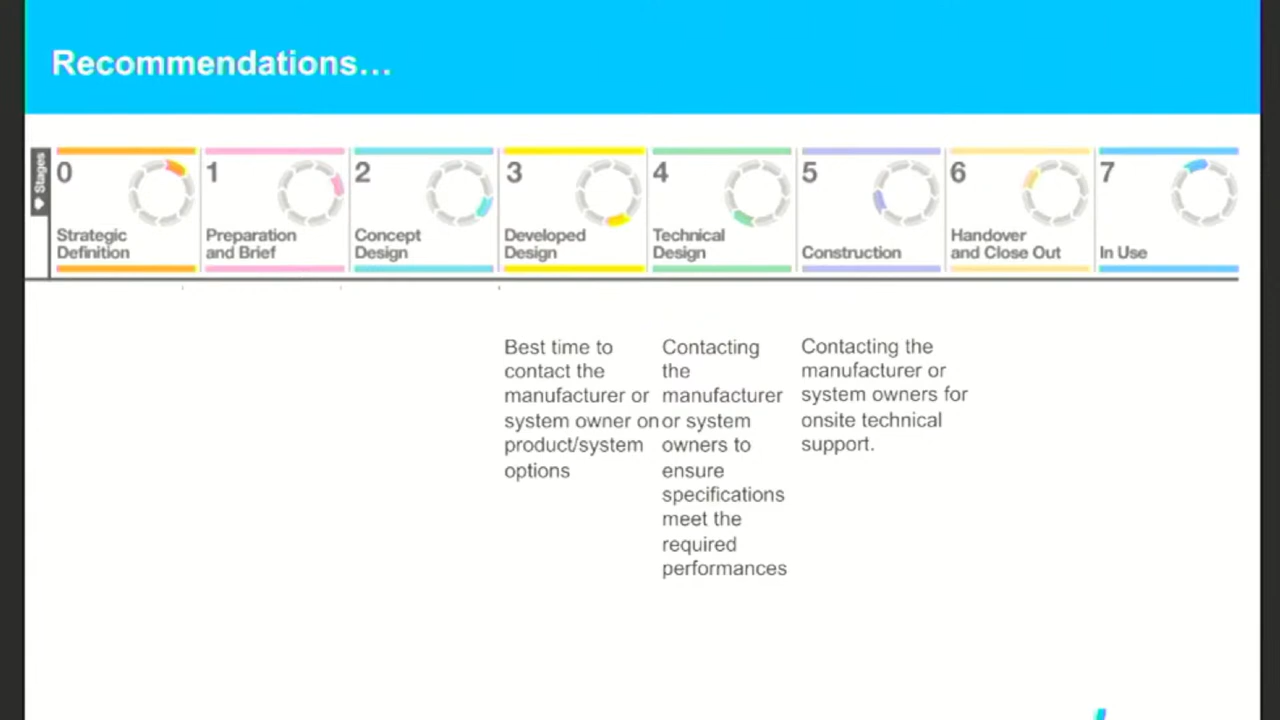 Recommendations...
Stages
0
Strategic
Definition
1
Preparation
and Brief
2
Concept
Design
3
Developed
Design
4
Technical
Design
5
Construction
6
Handover
and Close Out
7
In Use
Best time to
contact the
manufacturer or
system owner on
product/system
options
Contacting
the
manufacturer
or system
owners to
ensure
specifications
meet the
required
performances
Contacting the
manufacturer or
system owners for
onsite technical
support.